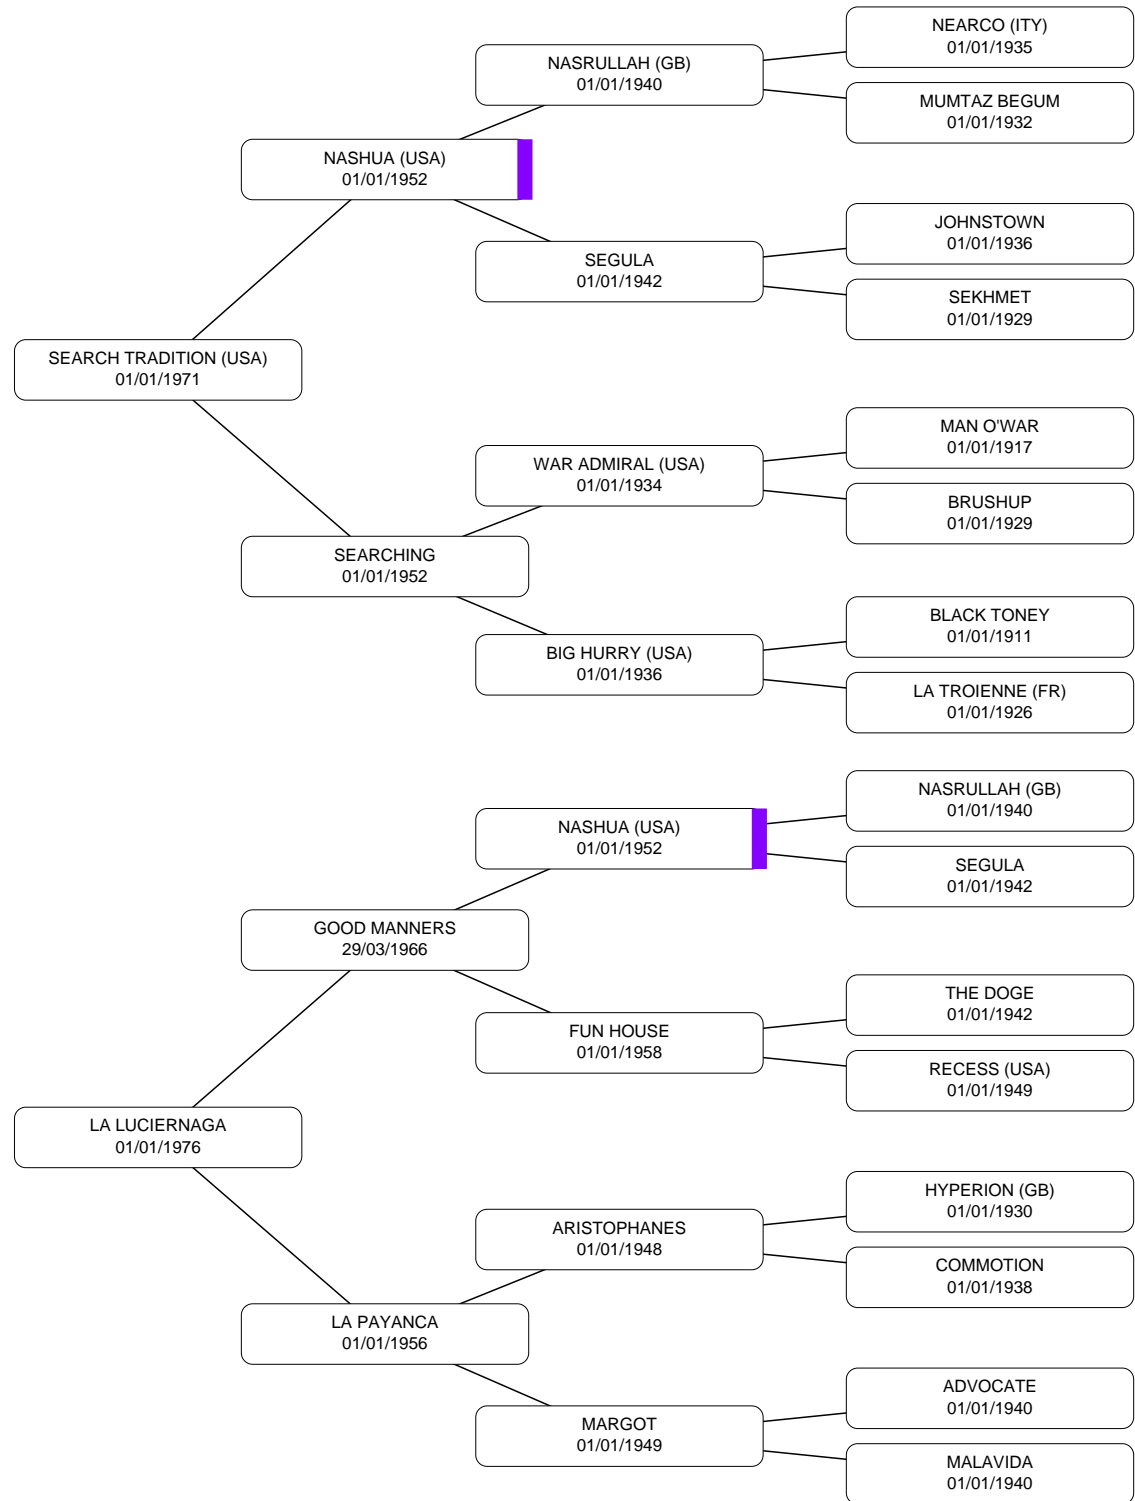 NEARCO (ITY)
01/01/1935
NASRULLAH (GB)
01/01/1940
MUMTAZ BEGUM
01/01/1932
NASHUA (USA)
01/01/1952
JOHNSTOWN
01/01/1936
SEGULA
01/01/1942
SEKHMET
01/01/1929
SEARCH TRADITION (USA)
01/01/1971
MAN O'WAR
01/01/1917
WAR ADMIRAL (USA)
01/01/1934
BRUSHUP
01/01/1929
SEARCHING
01/01/1952
BLACK TONEY
01/01/1911
BIG HURRY (USA)
01/01/1936
LA TROIENNE (FR)
01/01/1926
NASRULLAH (GB)
01/01/1940
NASHUA (USA)
01/01/1952
SEGULA
01/01/1942
GOOD MANNERS
29/03/1966
THE DOGE
01/01/1942
FUN HOUSE
01/01/1958
RECESS (USA)
01/01/1949
LA LUCIERNAGA
01/01/1976
HYPERION (GB)
01/01/1930
ARISTOPHANES
01/01/1948
COMMOTION
01/01/1938
LA PAYANCA
01/01/1956
ADVOCATE
01/01/1940
MARGOT
01/01/1949
MALAVIDA
01/01/1940